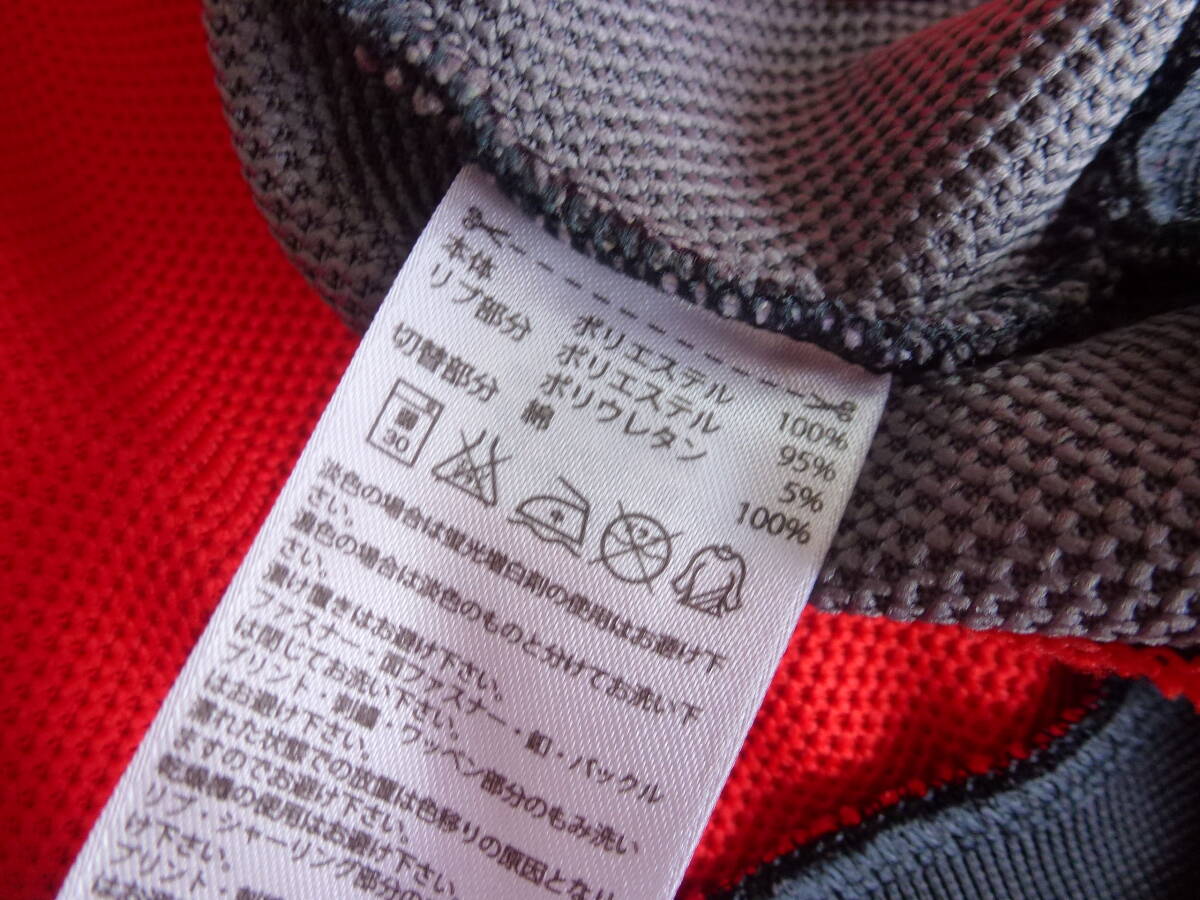 本体 ポリエステル 100%
リブ部分 ポリエステル 95%
ポリウレタン 5%
切替部分 綿 100%
30
淡色の場合は蛍光増白剤の使用はお避け下
さい。
濃色の場合は淡色のものと分けてお洗い下
さい。
漬け置きはお避け下さい。
ファスナー・面ファスナー・釦・バックル
は閉じてお洗い下さい。
プリント・刺繍・ワッペン部分のもみ洗い
はお避け下さい。
濡れた状態での放置は色移りの原因となり
ますのでお避け下さい。
乾燥機の使用はお避け下さい。
リブ・シャーリング部分の
け下さい。
プリント・刺
はお